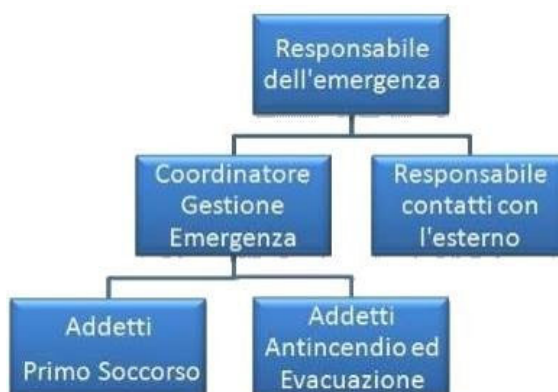 Responsabile
dell'emergenza
Coordinatore
Gestione
Emergenza
Responsabile
contatti con
l'esterno
Addetti
Primo Soccorso
Addetti
Antincendio ed
Evacuazione